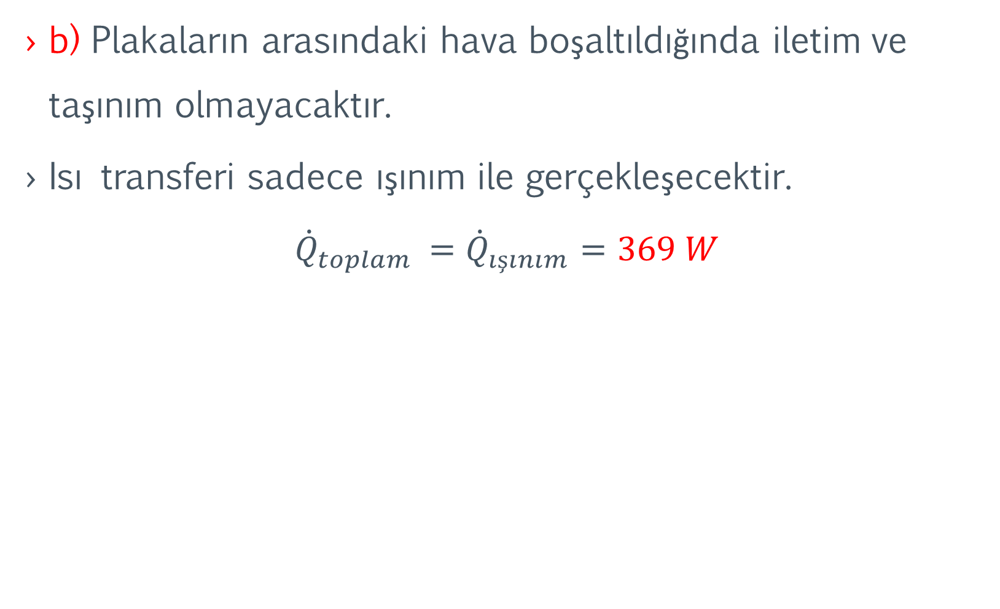 › b) Plakaların arasındaki hava boşaltıldığında iletim ve
taşınım olmayacaktır.
› Isı transferi sadece ışınım ile gerçekleşecektir.
Q̇toplam = Q̇ışınım = 369 W